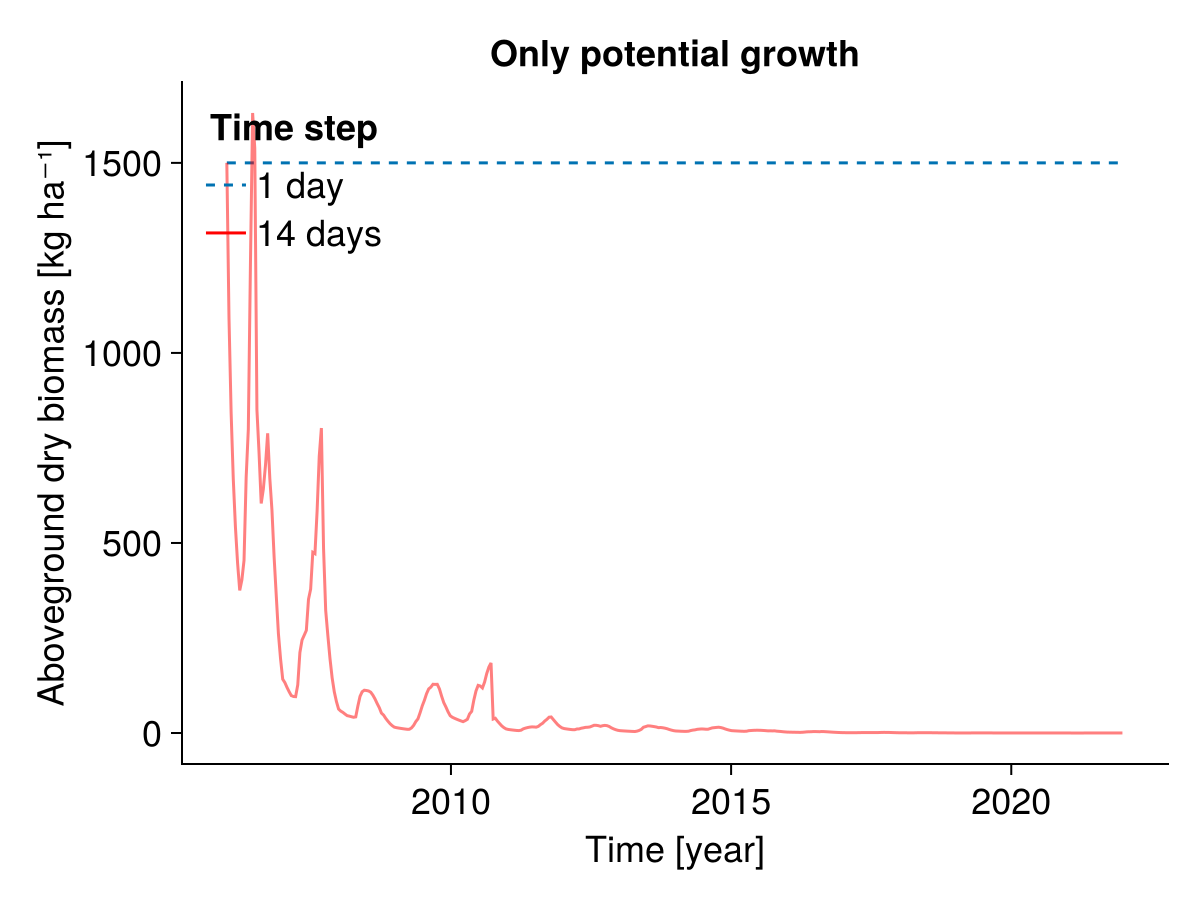 Only potential growth
Aboveground dry biomass [kg ha⁻¹]
Time step
1 day
14 days
1500
1000
500
0
2010
2015
2020
Time [year]